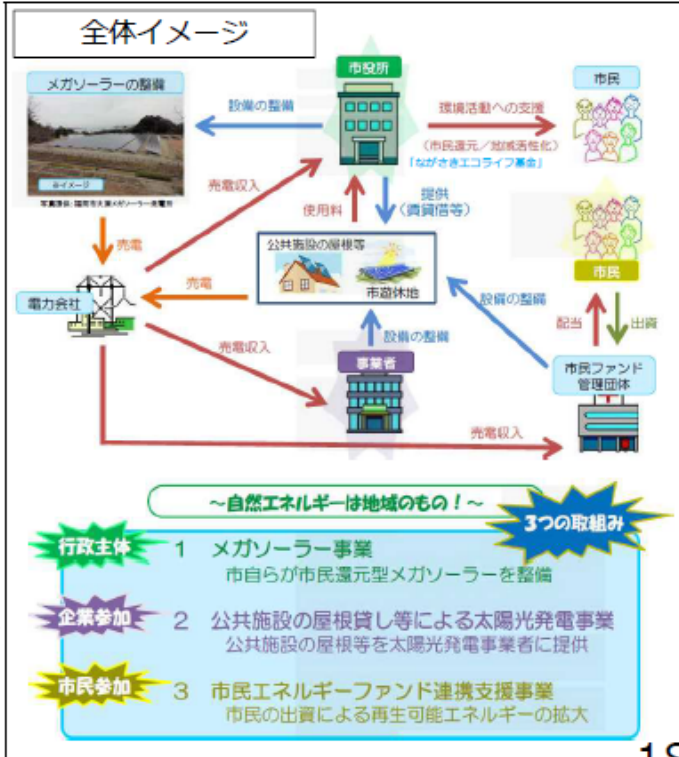 全体イメージ
メガソーラーの整備
※イメージ
写真提供：福岡市大原メガソーラー発電所
設備の整備
市役所
環境活動への支援
（市民還元／地域活性化）
「ながさきエコライフ基金」
市民
売電収入
使用料
提供
（賃貸借等）
売電
公共施設の屋根等
市遊休地
電力会社
売電
設備の整備
市民
設備の整備
配当
出資
売電収入
事業者
市民ファンド
管理団体
売電収入
～自然エネルギーは地域のもの！～
3つの取組み
行政主体 1 メガソーラー事業
市自らが市民還元型メガソーラーを整備
企業参加 2 公共施設の屋根貸し等による太陽光発電事業
公共施設の屋根等を太陽光発電事業者に提供
市民参加 3 市民エネルギーファンド連携支援事業
市民の出資による再生可能エネルギーの拡大